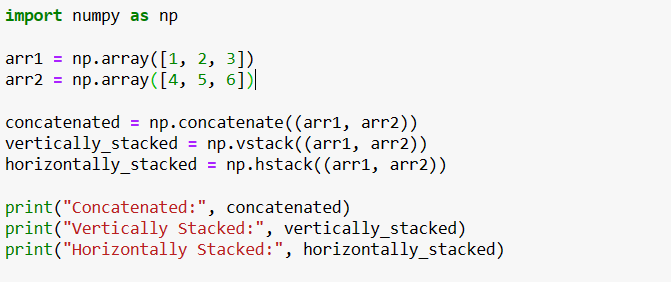 import numpy as np
arr1 = np.array([1, 2, 3])
arr2 = np.array([4, 5, 6])
concatenated = np.concatenate((arr1, arr2))
vertically_stacked = np.vstack((arr1, arr2))
horizontally_stacked = np.hstack((arr1, arr2))
print("Concatenated:", concatenated)
print("Vertically Stacked:", vertically_stacked)
print("Horizontally Stacked:", horizontally_stacked)